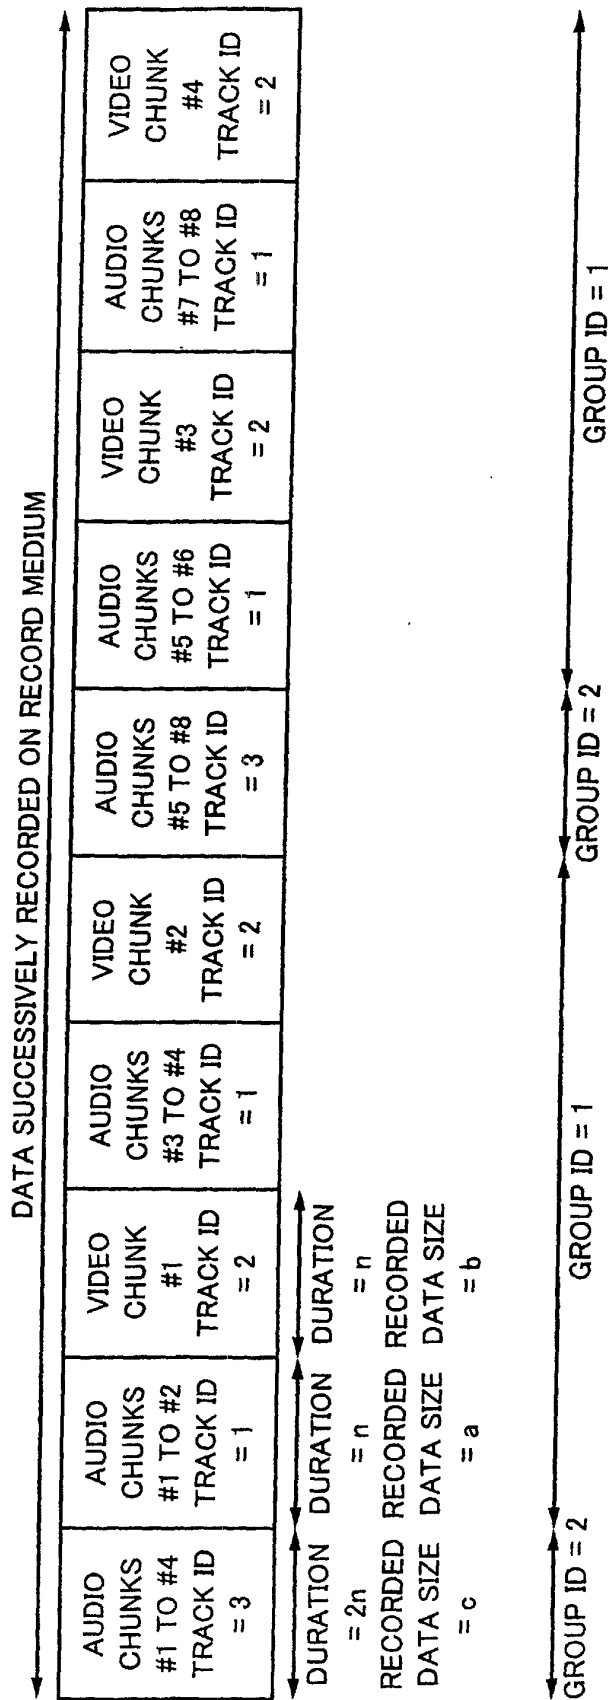 DATA SUCCESSIVELY RECORDED ON RECORD MEDIUM
AUDIO
CHUNKS
#1 TO #4
TRACK ID
= 3
AUDIO
CHUNKS
#1 TO #2
TRACK ID
= 1
VIDEO
CHUNK
#1
TRACK ID
= 2
AUDIO
CHUNKS
#3 TO #4
TRACK ID
= 1
VIDEO
CHUNK
#2
TRACK ID
= 2
AUDIO
CHUNKS
#5 TO #8
TRACK ID
= 3
AUDIO
CHUNKS
#5 TO #6
TRACK ID
= 1
VIDEO
CHUNK
#3
TRACK ID
= 2
AUDIO
CHUNKS
#7 TO #8
TRACK ID
= 1
VIDEO
CHUNK
#4
TRACK ID
= 2
DURATION
= 2n
RECORDED
DATA SIZE
= c
DURATION
= n
RECORDED
DATA SIZE
= a
DURATION
= n
RECORDED
DATA SIZE
= b
GROUP ID = 2
GROUP ID = 1
GROUP ID = 2
GROUP ID = 1